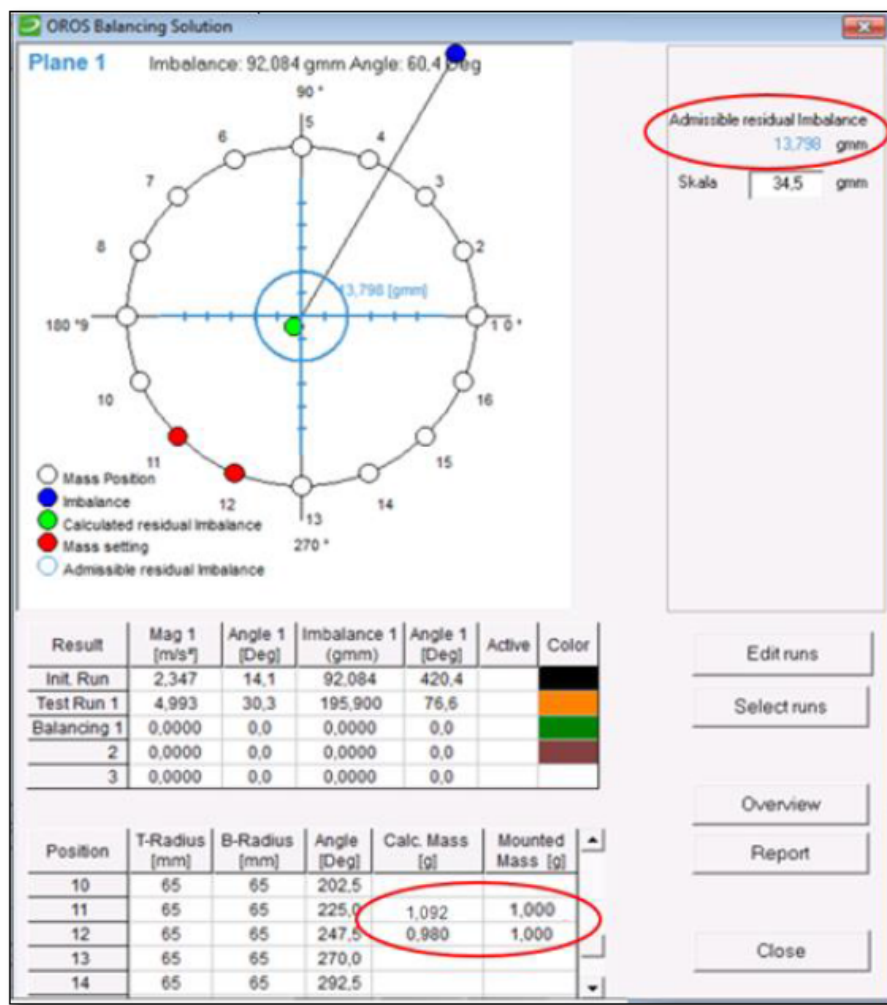 OROS Balancing Solution
Plane 1 Imbalance: 92,084 gmm Angle: 60,4 Deg
90 °
5
6 4
7 3
8 2
13,798 [gmm]
180 °9 1 0 °
10 16
11 15
12 14
13
270 °
Mass Position
Imbalance
Calculated residual Imbalance
Mass setting
Admissible residual Imbalance
Admissible residual Imbalance
13,798 gmm
Skala 34,5 gmm
Result Mag 1 [m/s²] Angle 1 [Deg] Imbalance 1 (gmm) Angle 1 [Deg] Active Color
Init. Run 2,347 14,1 92,084 420,4
Test Run 1 4,993 30,3 195,900 76,6
Balancing 1 0,0000 0,0 0,0000 0,0
2 0,0000 0,0 0,0000 0,0
3 0,0000 0,0 0,0000 0,0
Edit runs
Select runs
Overview
Report
Close
Position T-Radius [mm] B-Radius [mm] Angle [Deg] Calc. Mass [g] Mounted Mass [g]
10 65 65 202,5
11 65 65 225,0 1,092 1,000
12 65 65 247,5 0,980 1,000
13 65 65 270,0
14 65 65 292,5